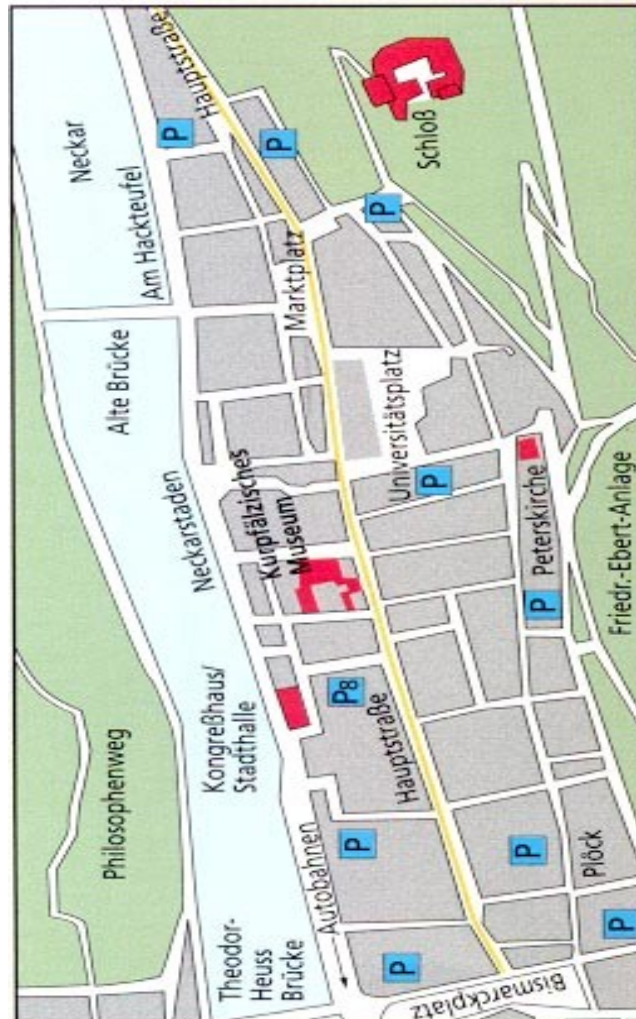 Philosophenweg
Theodor-
Heuss
Brücke
Kongreßhaus/
Stadthalle
Neckarstaden
Alte Brücke
Neckar
Am Hackteufel
Autobahnen
Kurpfälzisches
Museum
Marktplatz
Hauptstraße
P
P
P
P8
P
P
Hauptstraße
Universitätsplatz
P
Schloß
Bismarckplatz
P
Plöck
P
P
Peterskirche
Friedr.-Ebert-Anlage